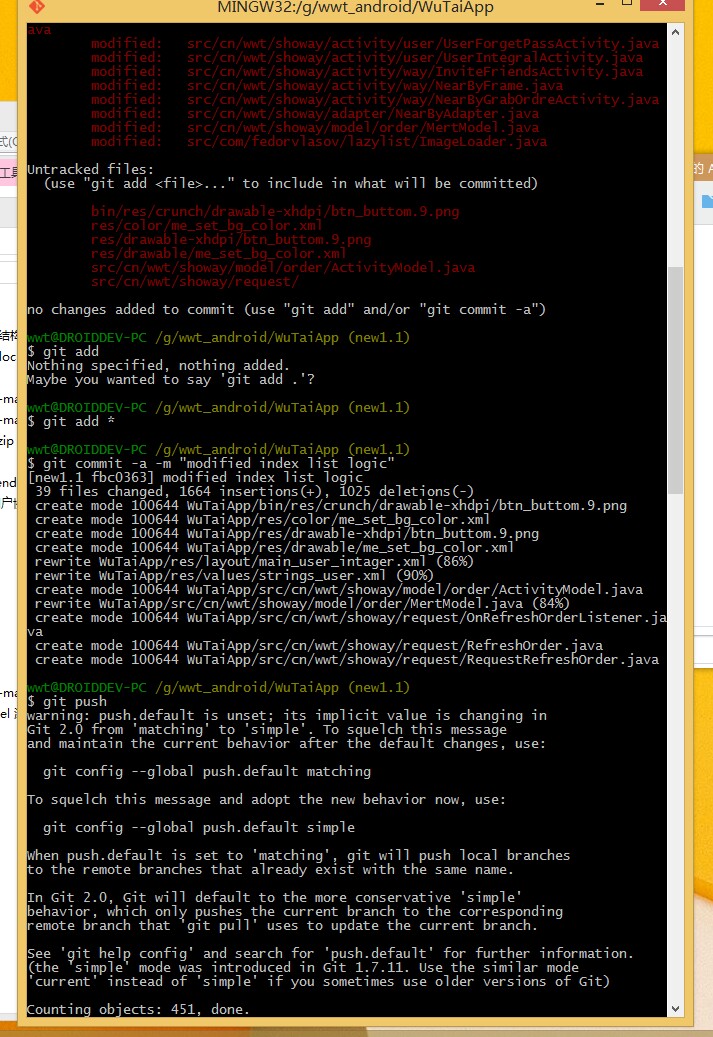 MINGW32:/g/wwt_android/WuTaiApp
ava
modified:   src/cn/wwt/showay/activity/user/UserForgetPassActivity.java
modified:   src/cn/wwt/showay/activity/user/UserIntegralActivity.java
modified:   src/cn/wwt/showay/activity/way/InviteFriendsActivity.java
modified:   src/cn/wwt/showay/activity/way/NearByFrame.java
modified:   src/cn/wwt/showay/activity/way/NearByGrabOrdreActivity.java
modified:   src/cn/wwt/showay/adapter/NearByAdapter.java
modified:   src/cn/wwt/showay/model/order/MertModel.java
modified:   src/com/fedorvlasov/lazylist/ImageLoader.java
Untracked files:
(use "git add <file>..." to include in what will be committed)
bin/res/crunch/drawable-xhdpi/btn_buttom.9.png
res/color/me_set_bg_color.xml
res/drawable-xhdpi/btn_buttom.9.png
res/drawable/me_set_bg_color.xml
src/cn/wwt/showay/model/order/ActivityModel.java
src/cn/wwt/showay/request/
no changes added to commit (use "git add" and/or "git commit -a")
wwt@DROIDDEV-PC /g/wwt_android/WuTaiApp (new1.1)
$ git add
Nothing specified, nothing added.
Maybe you wanted to say 'git add .'?
wwt@DROIDDEV-PC /g/wwt_android/WuTaiApp (new1.1)
$ git add *
wwt@DROIDDEV-PC /g/wwt_android/WuTaiApp (new1.1)
$ git commit -a -m "modified index list logic"
[new1.1 fbc0363] modified index list logic
39 files changed, 1664 insertions(+), 1025 deletions(-)
create mode 100644 WuTaiApp/bin/res/crunch/drawable-xhdpi/btn_buttom.9.png
create mode 100644 WuTaiApp/res/color/me_set_bg_color.xml
create mode 100644 WuTaiApp/res/drawable-xhdpi/btn_buttom.9.png
create mode 100644 WuTaiApp/res/drawable/me_set_bg_color.xml
rewrite WuTaiApp/res/layout/main_user_intager.xml (86%)
rewrite WuTaiApp/res/values/strings_user.xml (90%)
create mode 100644 WuTaiApp/src/cn/wwt/showay/model/order/ActivityModel.java
rewrite WuTaiApp/src/cn/wwt/showay/model/order/MertModel.java (84%)
create mode 100644 WuTaiApp/src/cn/wwt/showay/request/OnRefreshOrderListener.ja
va
create mode 100644 WuTaiApp/src/cn/wwt/showay/request/RefreshOrder.java
create mode 100644 WuTaiApp/src/cn/wwt/showay/request/RequestRefreshOrder.java
wwt@DROIDDEV-PC /g/wwt_android/WuTaiApp (new1.1)
$ git push
warning: push.default is unset; its implicit value is changing in
Git 2.0 from 'matching' to 'simple'. To squelch this message
and maintain the current behavior after the default changes, use:
git config --global push.default matching
To squelch this message and adopt the new behavior now, use:
git config --global push.default simple
When push.default is set to 'matching', git will push local branches
to the remote branches that already exist with the same name.
In Git 2.0, Git will default to the more conservative 'simple'
behavior, which only pushes the current branch to the corresponding
remote branch that 'git pull' uses to update the current branch.
See 'git help config' and search for 'push.default' for further information.
(the 'simple' mode was introduced in Git 1.7.11. Use the similar mode
'current' instead of 'simple' if you sometimes use older versions of Git)
Counting objects: 451, done.